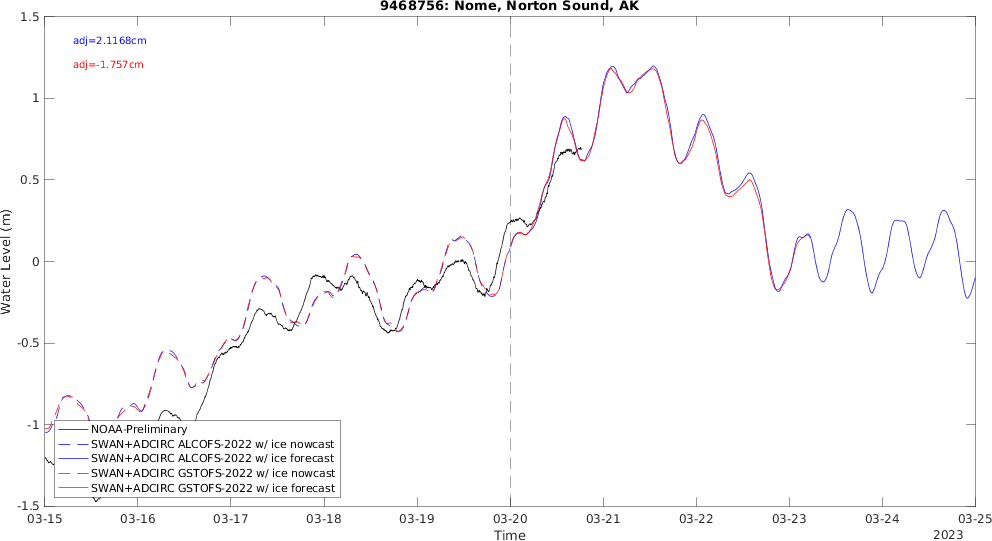 9468756: Nome, Norton Sound, AK
1.5
adj=2.1168cm
adj=-1.757cm
1
0.5
0
-0.5
-1
-1.5
Water Level (m)
NOAA-Preliminary
SWAN+ADCIRC ALCOFS-2022 w/ ice nowcast
SWAN+ADCIRC ALCOFS-2022 w/ ice forecast
SWAN+ADCIRC GSTOFS-2022 w/ ice nowcast
SWAN+ADCIRC GSTOFS-2022 w/ ice forecast
03-15 03-16 03-17 03-18 03-19 03-20 03-21 03-22 03-23 03-24 03-25
Time
2023